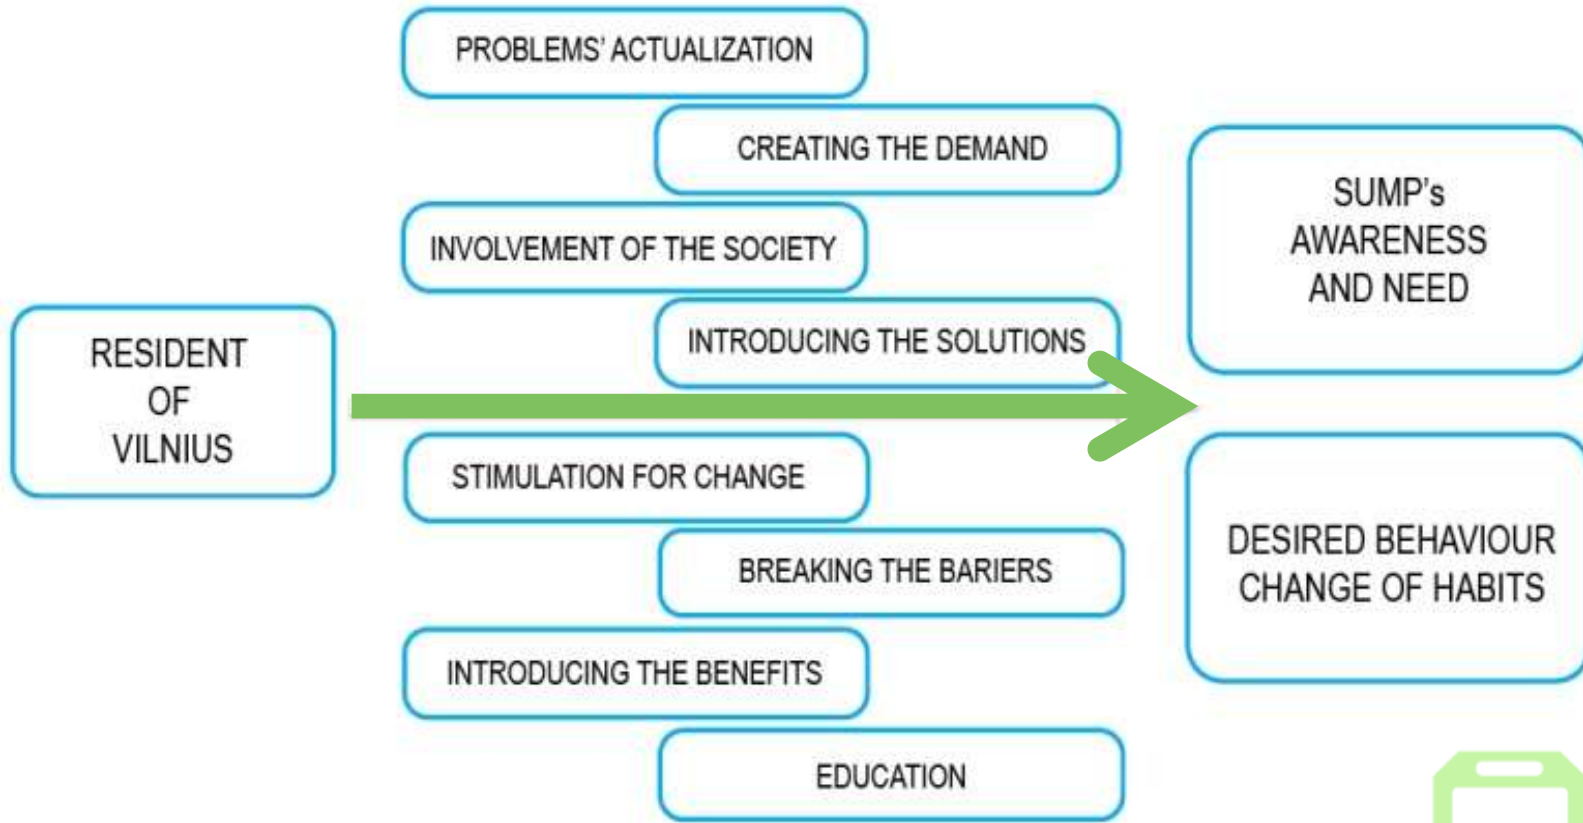 PROBLEMS' ACTUALIZATION
CREATING THE DEMAND
INVOLVEMENT OF THE SOCIETY
INTRODUCING THE SOLUTIONS
RESIDENT
OF
VILNIUS
STIMULATION FOR CHANGE
BREAKING THE BARIERS
INTRODUCING THE BENEFITS
EDUCATION
SUMP's
AWARENESS
AND NEED
DESIRED BEHAVIOUR
CHANGE OF HABITS